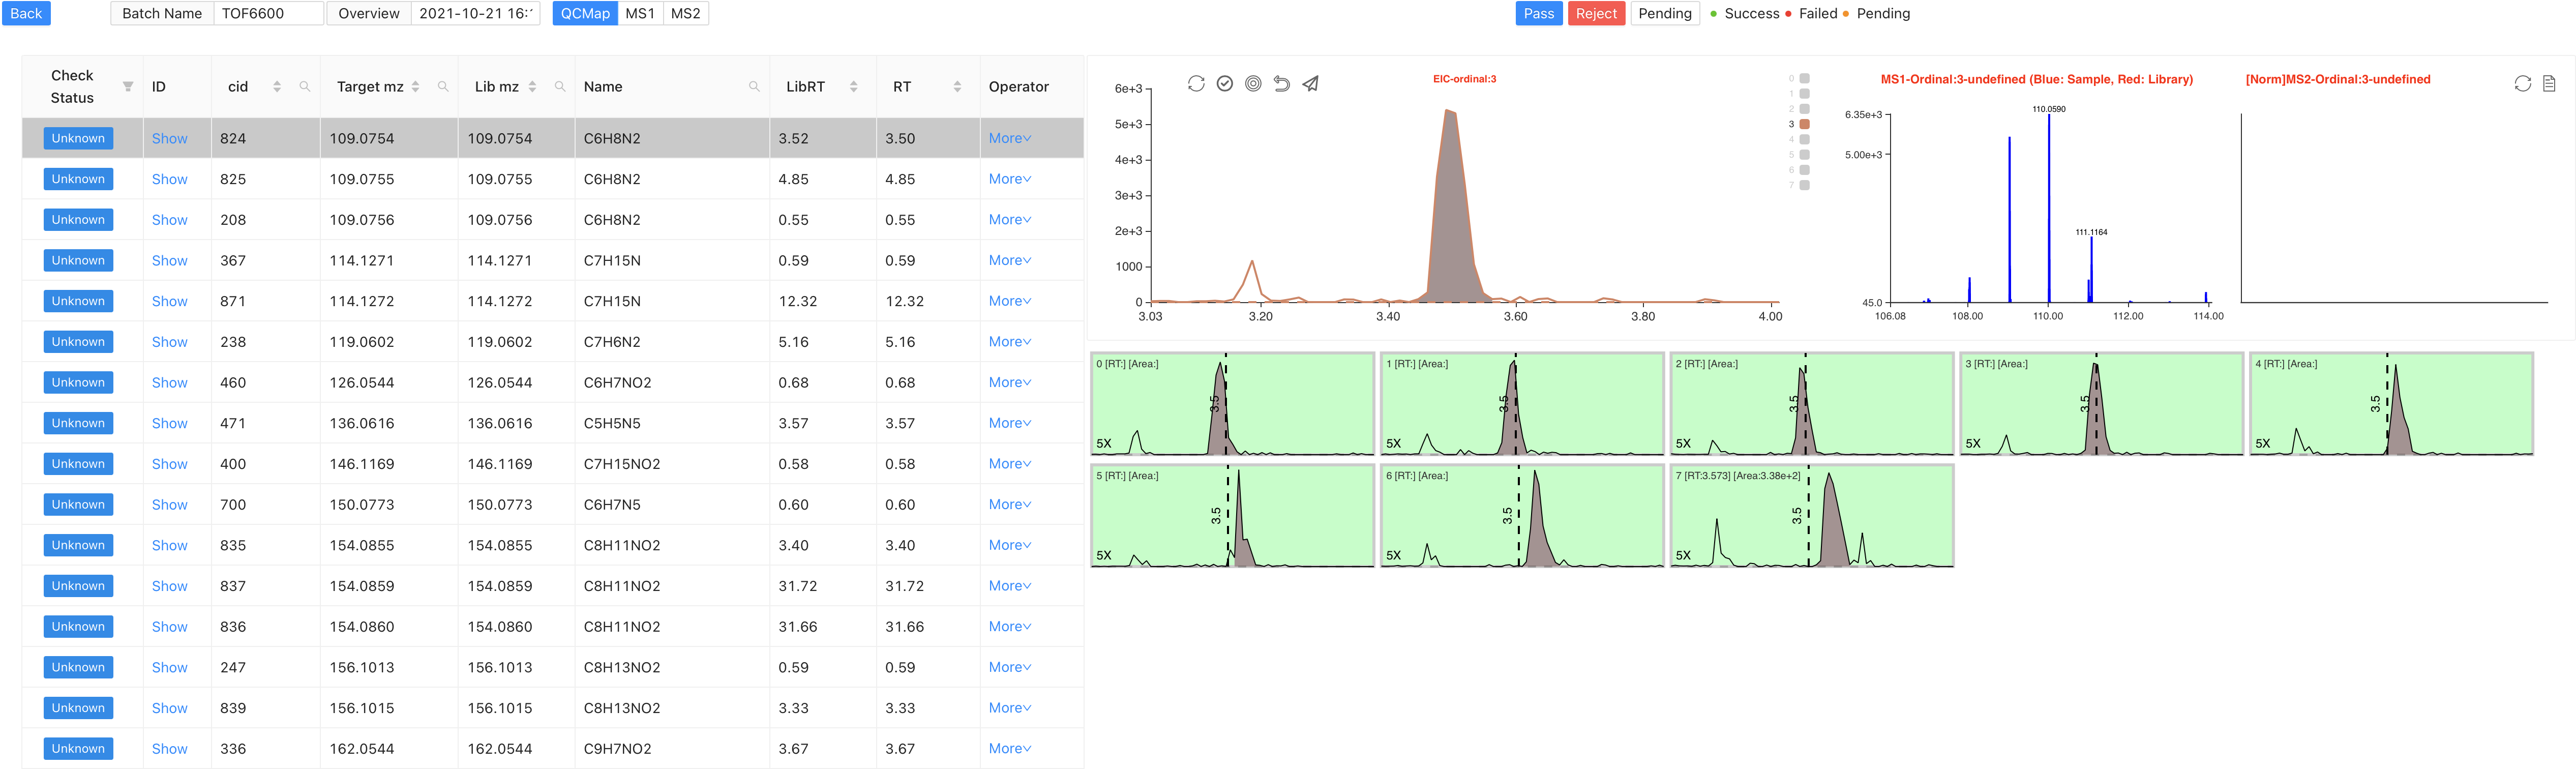 Back Batch Name TOF6600 Overview 2021-10-21 16: QCMap MS1 MS2 Pass Reject Pending Success Failed Pending
Check Status ID cid Target mz Lib mz Name LibRT RT Operator
Unknown Show 824 109.0754 109.0754 C6H8N2 3.52 3.50 More
Unknown Show 825 109.0755 109.0755 C6H8N2 4.85 4.85 More
Unknown Show 208 109.0756 109.0756 C6H8N2 0.55 0.55 More
Unknown Show 367 114.1271 114.1271 C7H15N 0.59 0.59 More
Unknown Show 871 114.1272 114.1272 C7H15N 12.32 12.32 More
Unknown Show 238 119.0602 119.0602 C7H6N2 5.16 5.16 More
Unknown Show 460 126.0544 126.0544 C6H7NO2 0.68 0.68 More
Unknown Show 471 136.0616 136.0616 C5H5N5 3.57 3.57 More
Unknown Show 400 146.1169 146.1169 C7H15NO2 0.58 0.58 More
Unknown Show 700 150.0773 150.0773 C6H7N5 0.60 0.60 More
Unknown Show 835 154.0855 154.0855 C8H11NO2 3.40 3.40 More
Unknown Show 837 154.0859 154.0859 C8H11NO2 31.72 31.72 More
Unknown Show 836 154.0860 154.0860 C8H11NO2 31.66 31.66 More
Unknown Show 247 156.1013 156.1013 C8H13NO2 0.59 0.59 More
Unknown Show 839 156.1015 156.1015 C8H13NO2 3.33 3.33 More
Unknown Show 336 162.0544 162.0544 C9H7NO2 3.67 3.67 More
EIC-ordinal:3
6e+3
5e+3
4e+3
3e+3
2e+3
1000
0
3.03 3.20 3.40 3.60 3.80 4.00
0
1
2
3
4
5
6
7
MS1-Ordinal:3-undefined (Blue: Sample, Red: Library)
110.0590
6.35e+3
5.00e+3
111.1164
45.0
106.08 108.00 110.00 112.00 114.00
[Norm]MS2-Ordinal:3-undefined
0 [RT:] [Area:]
3.5
5X
1 [RT:] [Area:]
3.5
5X
2 [RT:] [Area:]
3.5
5X
3 [RT:] [Area:]
3.5
5X
4 [RT:] [Area:]
3.5
5X
5 [RT:] [Area:]
3.5
5X
6 [RT:] [Area:]
3.5
5X
7 [RT:3.573] [Area:3.38e+2]
3.5
5X